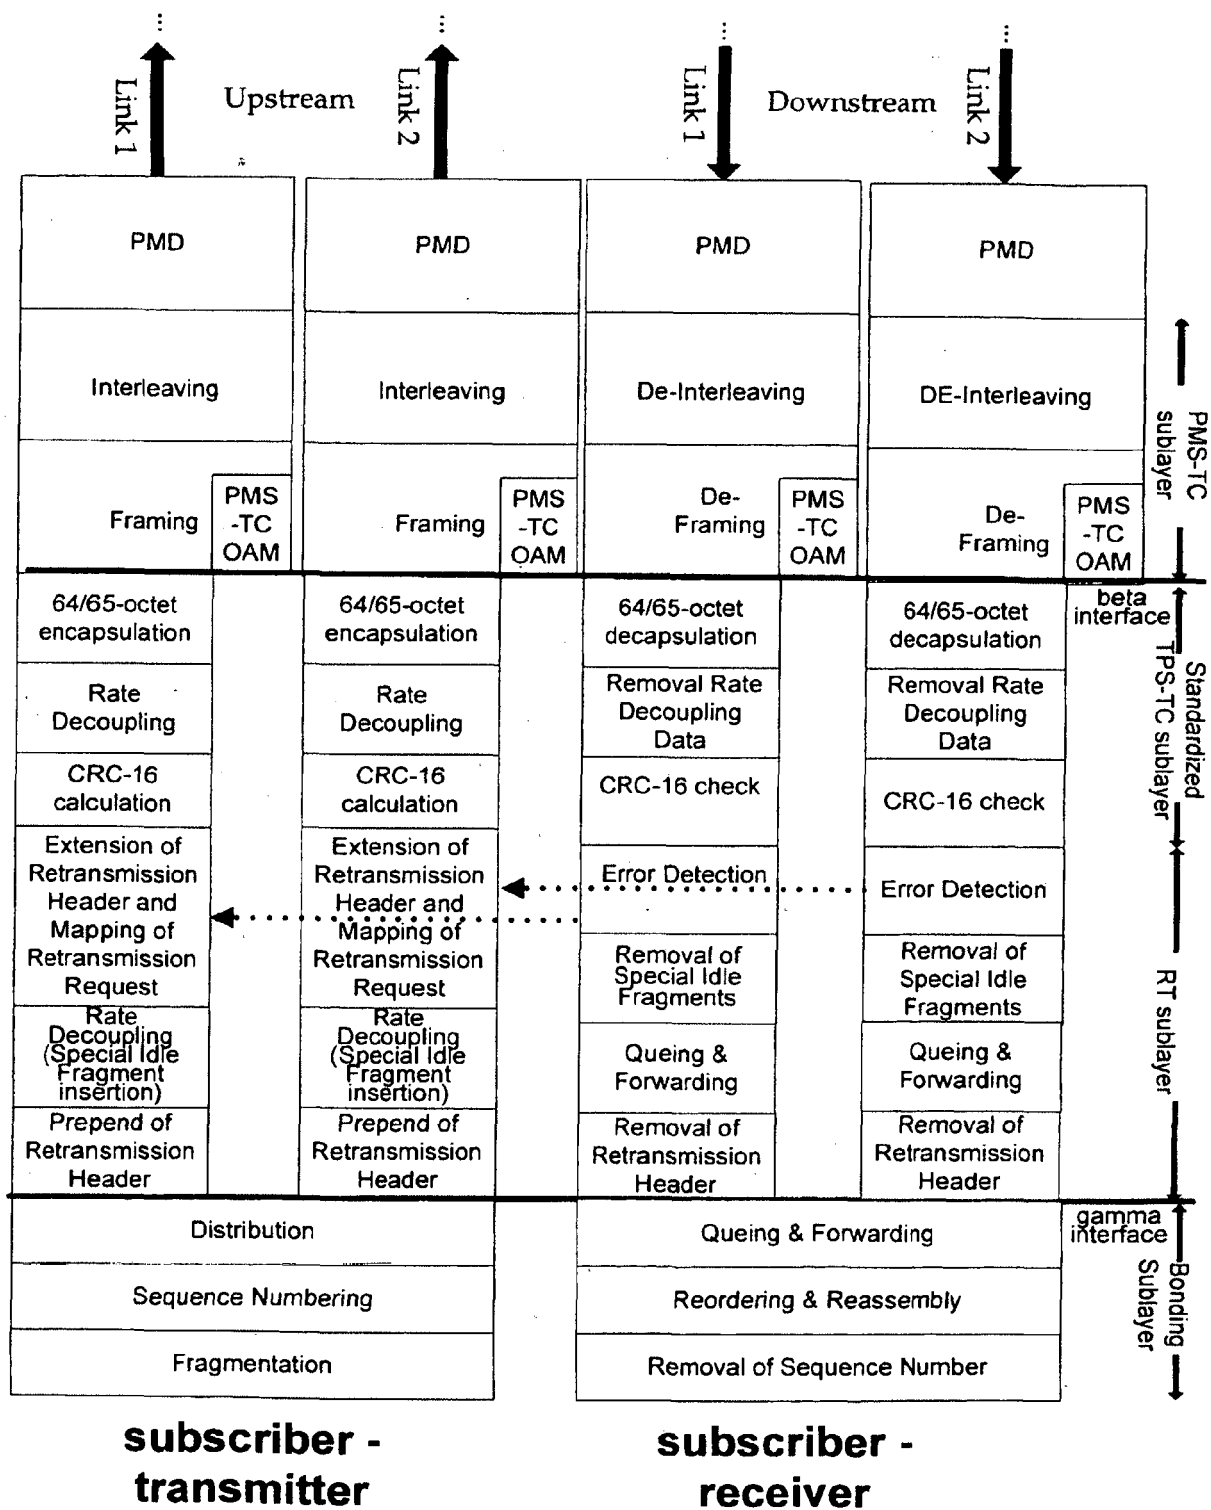 Link 1
Upstream
Link 2
Link 1
Downstream
Link 2
PMD
PMD
PMD
PMD
Interleaving
Interleaving
De-Interleaving
DE-Interleaving
PMS-TC
sublayer
Framing
PMS
-TC
OAM
Framing
PMS
-TC
OAM
De-
Framing
PMS
-TC
OAM
De-
Framing
PMS
-TC
OAM
64/65-octet
encapsulation
64/65-octet
encapsulation
64/65-octet
decapsulation
64/65-octet
decapsulation
beta
interface
Standardized
TPS-TC sublayer
Rate
Decoupling
Rate
Decoupling
Removal Rate
Decoupling
Data
Removal Rate
Decoupling
Data
CRC-16
calculation
CRC-16
calculation
CRC-16 check
CRC-16 check
Extension of
Retransmission
Header and
Mapping of
Retransmission
Request
Extension of
Retransmission
Header and
Mapping of
Retransmission
Request
Error Detection
Error Detection
Removal of
Special Idle
Fragments
Removal of
Special Idle
Fragments
RT sublayer
Rate
Decoupling
(Special Idle
Fragment
insertion)
Rate
Decoupling
(Special Idle
Fragment
insertion)
Queing &
Forwarding
Queing &
Forwarding
Prepend of
Retransmission
Header
Prepend of
Retransmission
Header
Removal of
Retransmission
Header
Removal of
Retransmission
Header
gamma
interface
Distribution
Queing & Forwarding
Bonding
Sublayer
Sequence Numbering
Reordering & Reassembly
Fragmentation
Removal of Sequence Number
subscriber -
transmitter
subscriber -
receiver